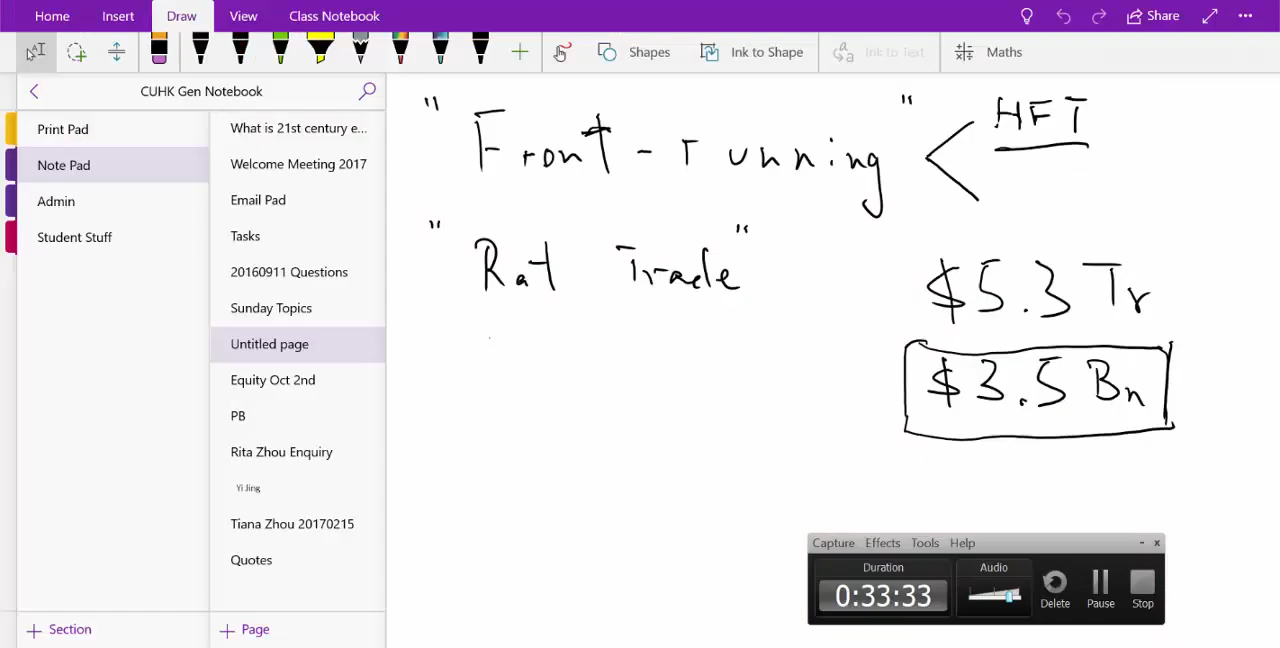 Home Insert Draw View Class Notebook Share
Shapes Ink to Shape Ink to Text Maths
CUHK Gen Notebook
Print Pad
Note Pad
Admin
Student Stuff
What is 21st century e...
Welcome Meeting 2017
Email Pad
Tasks
20160911 Questions
Sunday Topics
Untitled page
Equity Oct 2nd
PB
Rita Zhou Enquiry
Yi Jing
Tiana Zhou 20170215
Quotes
+ Section
+ Page
"Front-running" < HFT
"Rat Trade"
$5.3 Tr
$3.5 Bn
Capture Effects Tools Help
Duration Audio
0:33:33
Delete Pause Stop